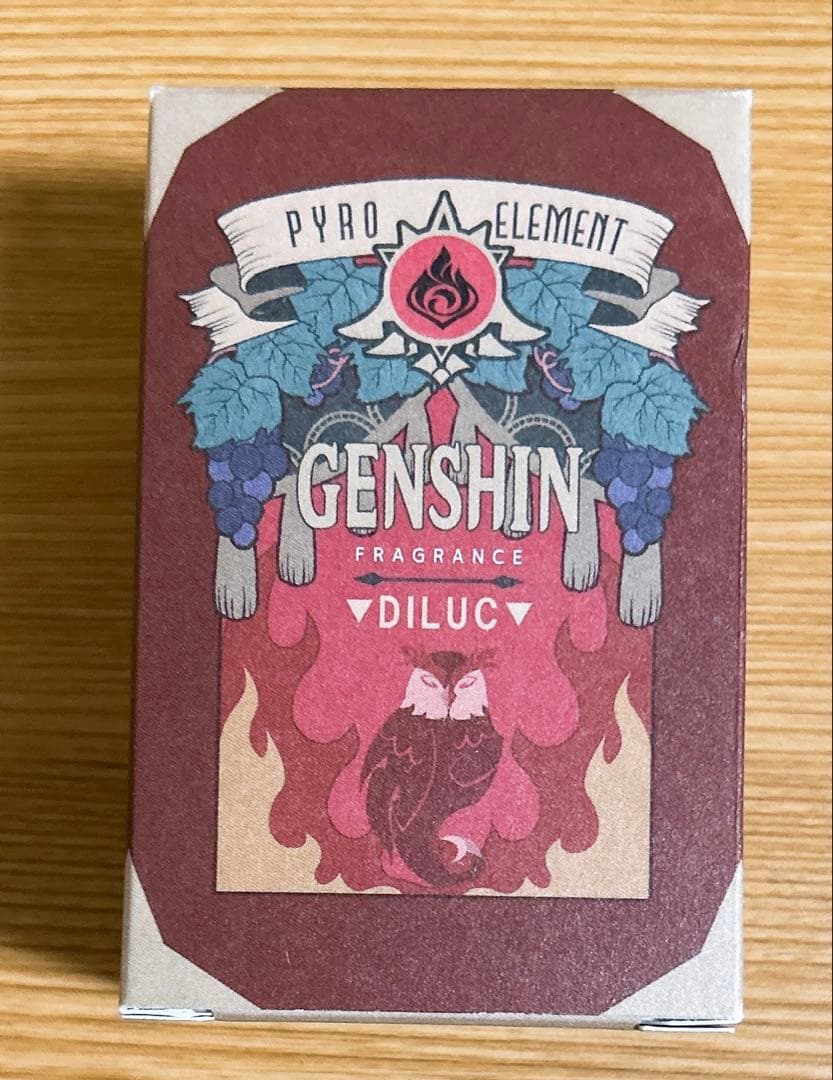 PYRO ELEMENT
GENSHIN
FRAGRANCE
▼DILUC▼